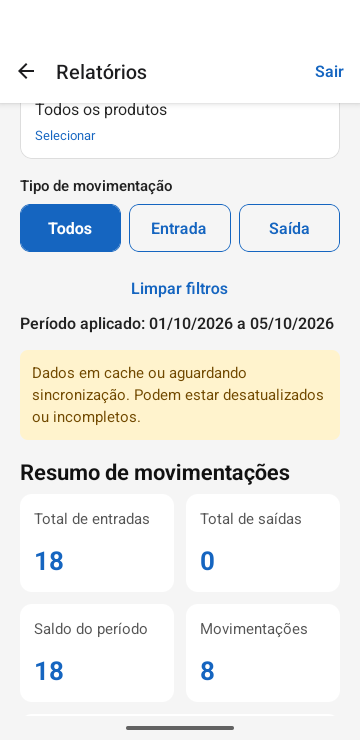 Relatórios
Sair
Todos os produtos
Selecionar
Tipo de movimentação
Todos
Entrada
Saída
Limpar filtros
Período aplicado: 01/10/2026 a 05/10/2026
Dados em cache ou aguardando
sincronização. Podem estar desatualizados
ou incompletos.
Resumo de movimentações
Total de entradas
18
Total de saídas
0
Saldo do período
18
Movimentações
8